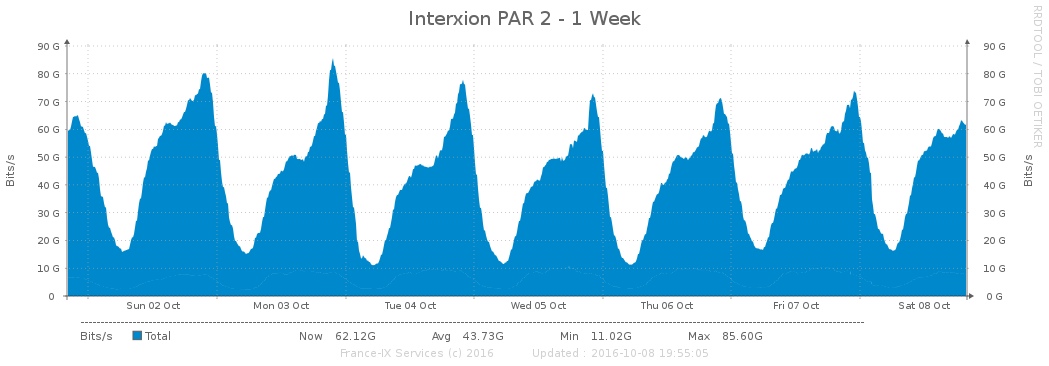 Interxion PAR 2 - 1 Week
RRDTOOL / TOBI OETIKER
90 G 90 G
80 G 80 G
70 G 70 G
60 G 60 G
50 G 50 G
40 G 40 G
30 G 30 G
20 G 20 G
10 G 10 G
0 0 G
Bits/s
Bits/s
Sun 02 Oct Mon 03 Oct Tue 04 Oct Wed 05 Oct Thu 06 Oct Fri 07 Oct Sat 08 Oct
Bits/s Total Now 62.12G Avg 43.73G Min 11.02G Max 85.60G
France-IX Services (c) 2016 Updated : 2016-10-08 19:55:05